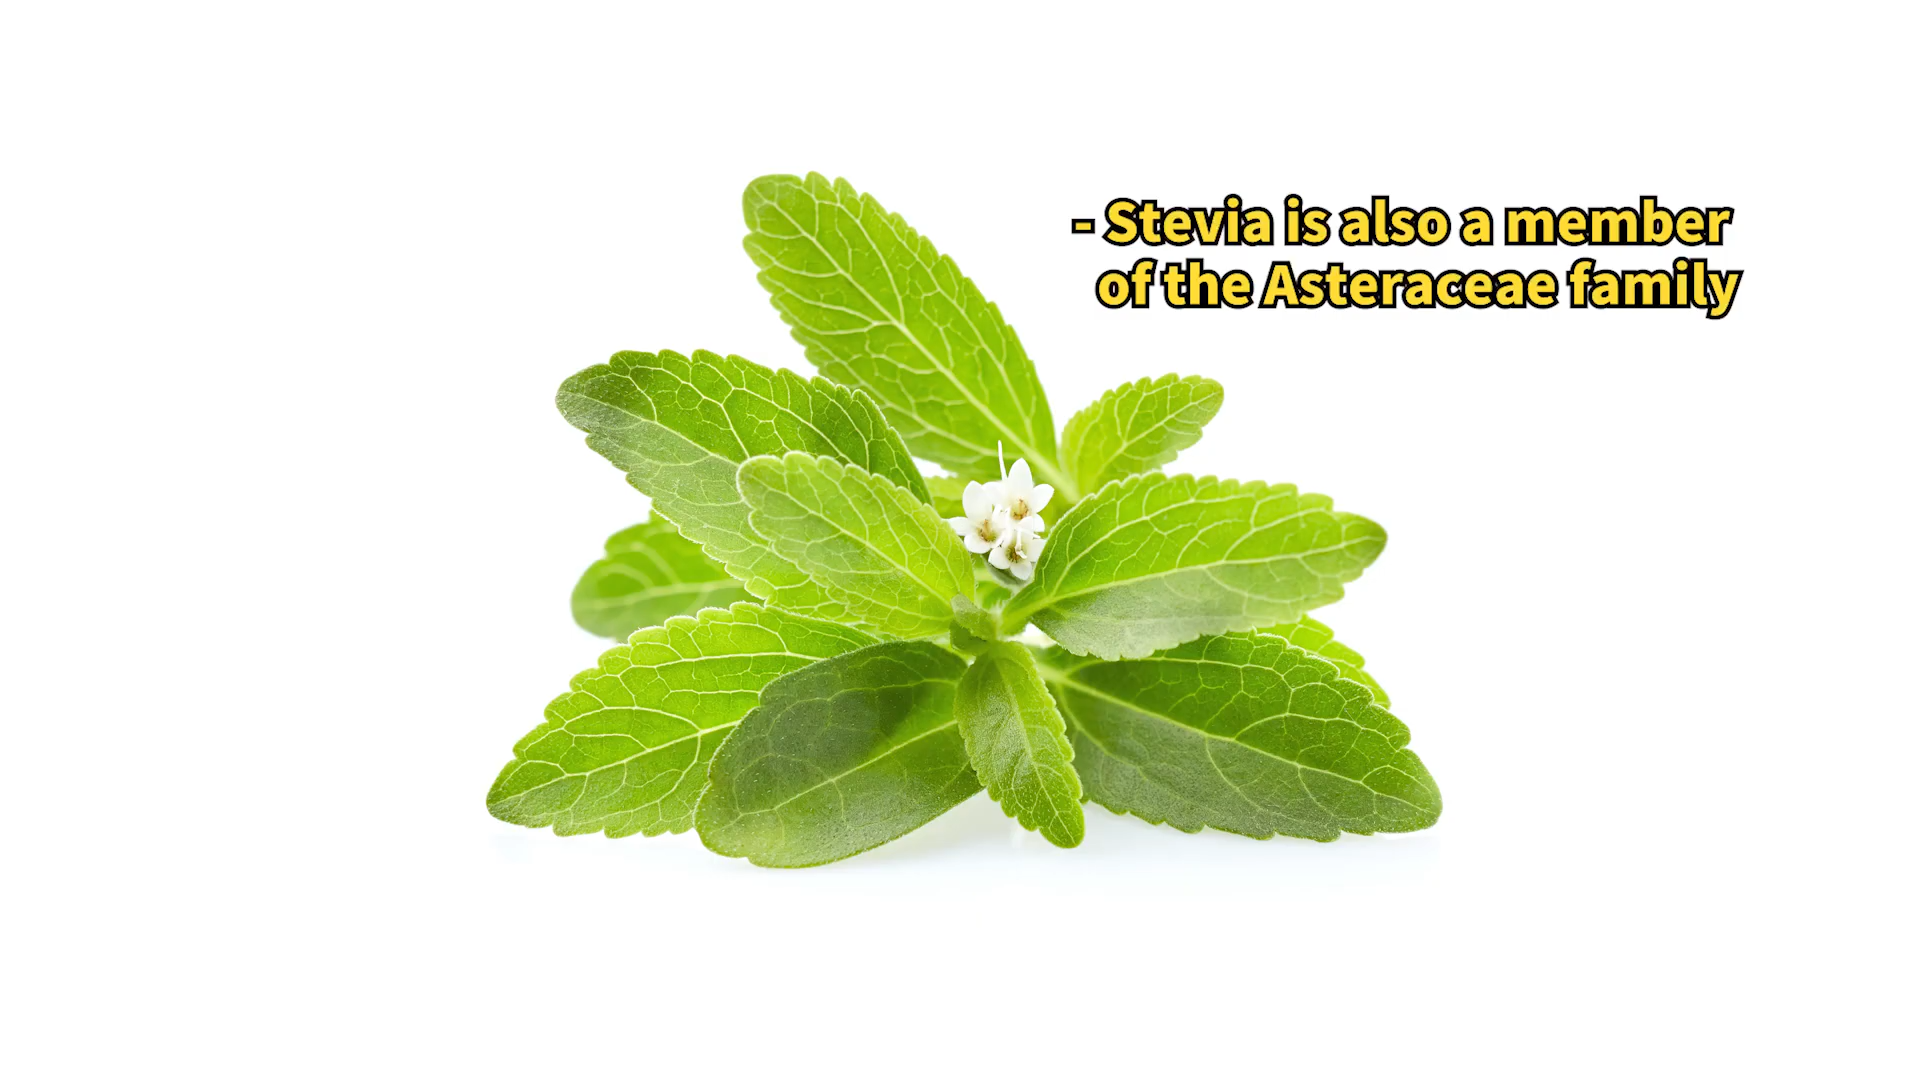 - Stevia is also a member
of the Asteraceae family